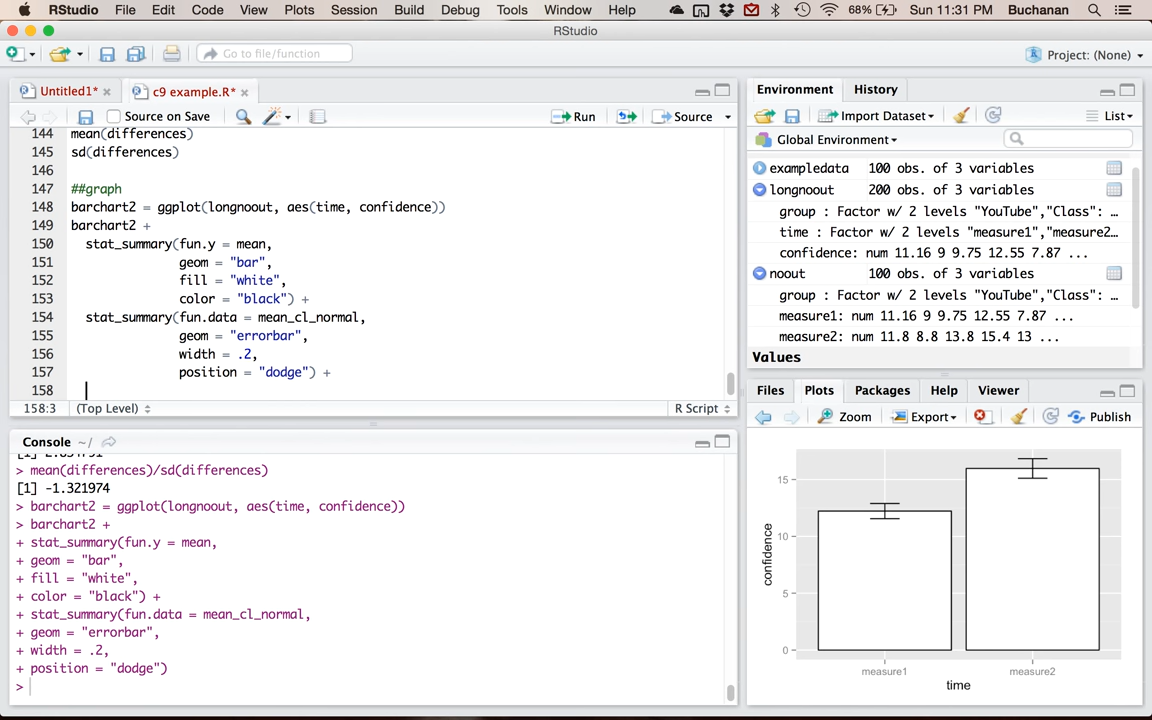 RStudio File Edit Code View Plots Session Build Debug Tools Window Help 68% Sun 11:31 PM Buchanan
RStudio
Go to file/function Project: (None)
Untitled1* c9 example.R*
Source on Save Run Source
144 mean(differences)
145 sd(differences)
146
147 ##graph
148 barchart2 = ggplot(longnoout, aes(time, confidence))
149 barchart2 +
150 stat_summary(fun.y = mean,
151 geom = "bar",
152 fill = "white",
153 color = "black") +
154 stat_summary(fun.data = mean_cl_normal,
155 geom = "errorbar",
156 width = .2,
157 position = "dodge") +
158
158:3 (Top Level) R Script
Console ~/
> mean(differences)/sd(differences)
[1] -1.321974
> barchart2 = ggplot(longnoout, aes(time, confidence))
> barchart2 +
+ stat_summary(fun.y = mean,
+ geom = "bar",
+ fill = "white",
+ color = "black") +
+ stat_summary(fun.data = mean_cl_normal,
+ geom = "errorbar",
+ width = .2,
+ position = "dodge")
>
Environment History
Import Dataset List
Global Environment
exampledata 100 obs. of 3 variables
longnoout 200 obs. of 3 variables
group : Factor w/ 2 levels "YouTube","Class": …
time : Factor w/ 2 levels "measure1","measure2…
confidence: num 11.16 9 9.75 12.55 7.87 ...
noout 100 obs. of 3 variables
group : Factor w/ 2 levels "YouTube","Class": …
measure1: num 11.16 9 9.75 12.55 7.87 ...
measure2: num 11.8 8.8 13.8 15.4 13 ...
Values
Files Plots Packages Help Viewer
Zoom Export Publish
15
10
5
0
confidence
measure1 measure2
time